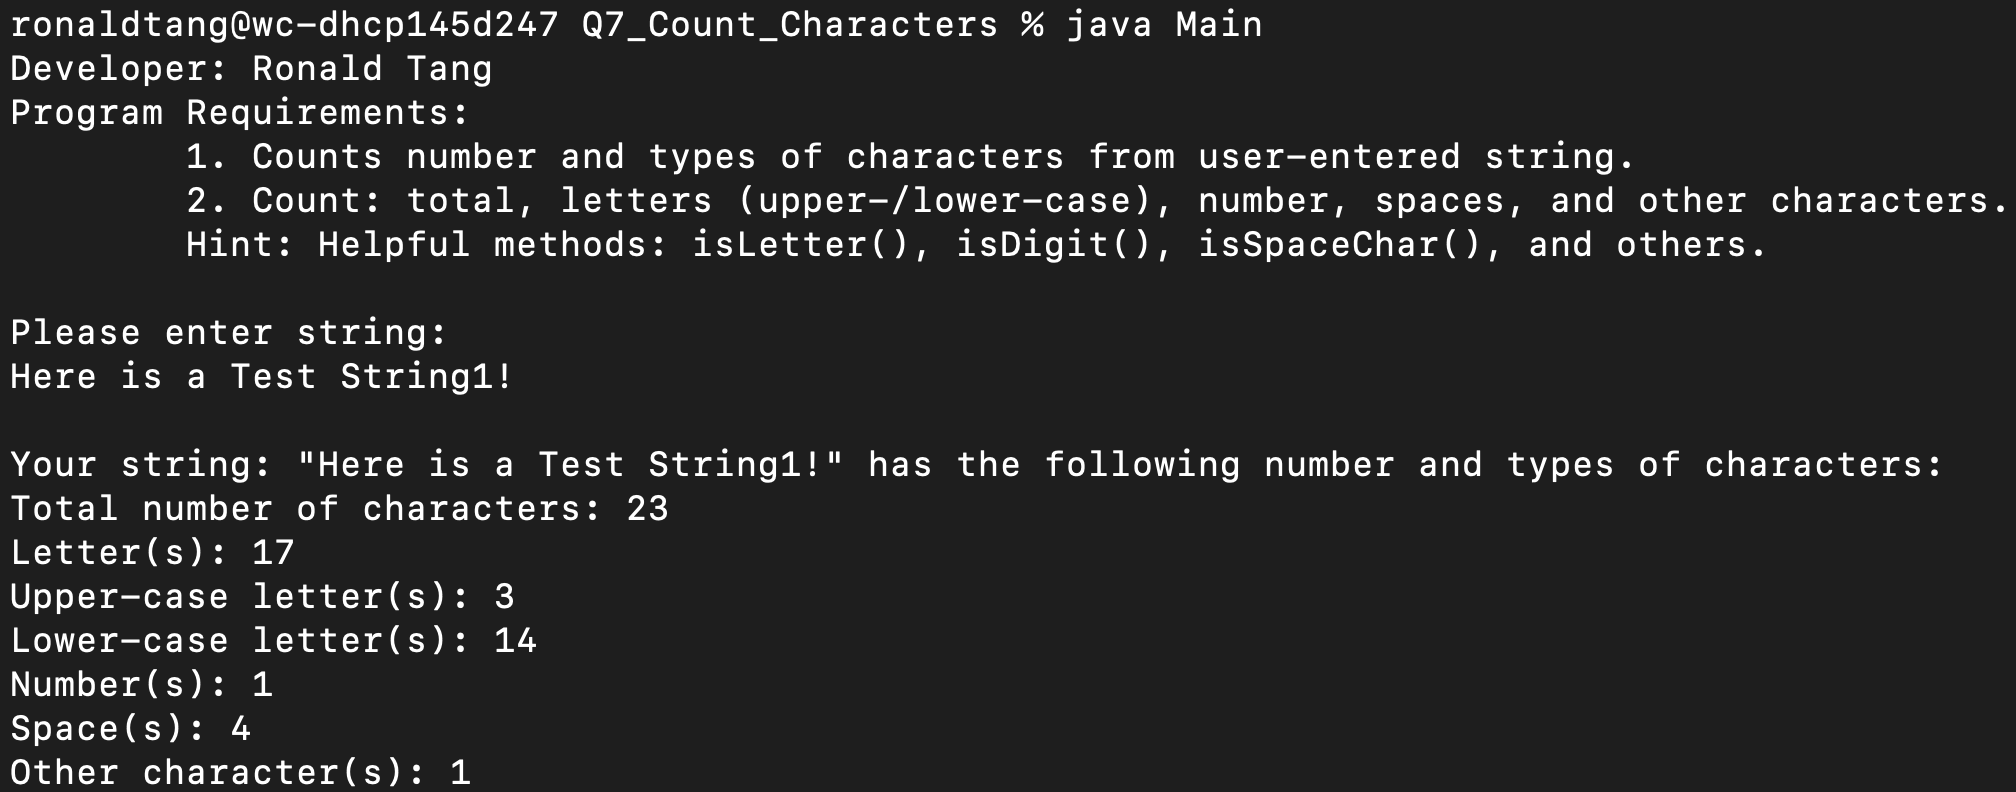 ronaldtang@wc-dhcp145d247 Q7_Count_Characters % java Main
Developer: Ronald Tang
Program Requirements:
1. Counts number and types of characters from user-entered string.
2. Count: total, letters (upper-/lower-case), number, spaces, and other characters.
Hint: Helpful methods: isLetter(), isDigit(), isSpaceChar(), and others.
Please enter string:
Here is a Test String1!
Your string: "Here is a Test String1!" has the following number and types of characters:
Total number of characters: 23
Letter(s): 17
Upper-case letter(s): 3
Lower-case letter(s): 14
Number(s): 1
Space(s): 4
Other character(s): 1